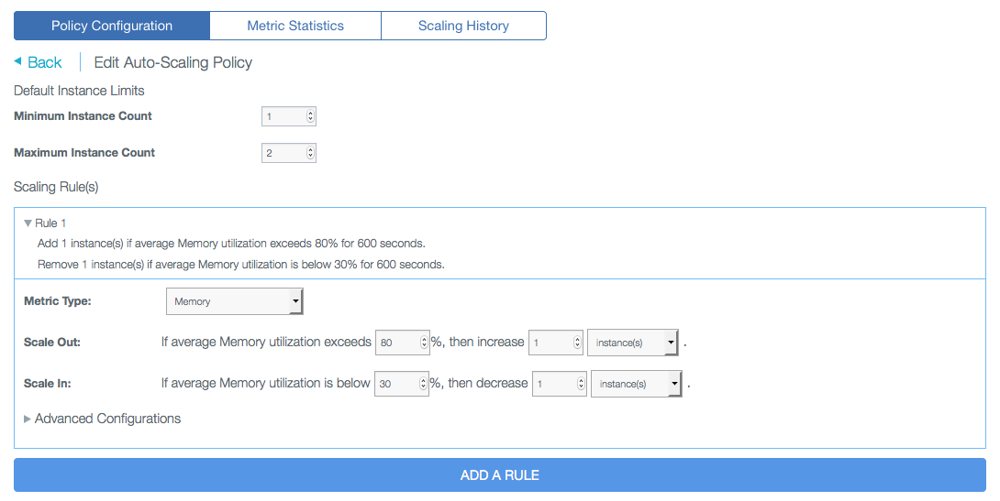 Policy Configuration Metric Statistics Scaling History
Back Edit Auto-Scaling Policy
Default Instance Limits
Minimum Instance Count 1
Maximum Instance Count 2
Scaling Rule(s)
Rule 1
Add 1 instance(s) if average Memory utilization exceeds 80% for 600 seconds.
Remove 1 instance(s) if average Memory utilization is below 30% for 600 seconds.
Metric Type: Memory
Scale Out: If average Memory utilization exceeds 80 %, then increase 1 instance(s) .
Scale In: If average Memory utilization is below 30 %, then decrease 1 instance(s) .
Advanced Configurations
ADD A RULE